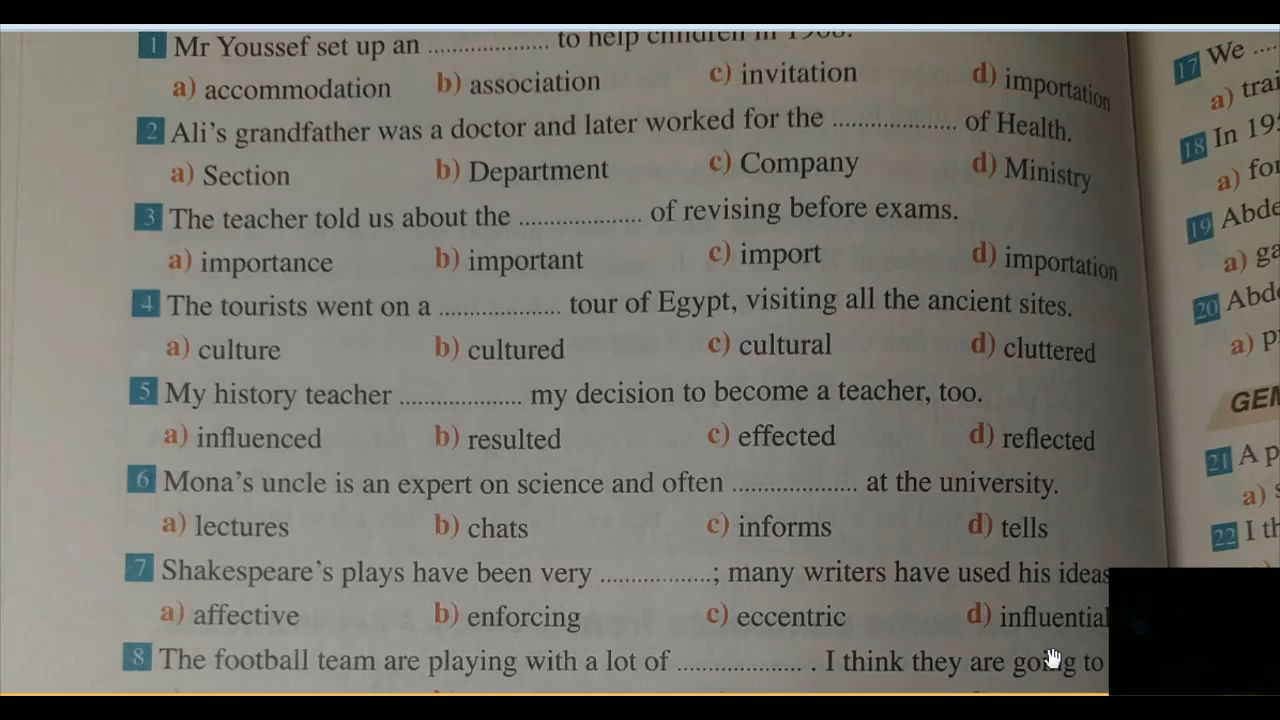 1 Mr Youssef set up an .................... to help children in
a) accommodation b) association c) invitation d) importation
2 Ali's grandfather was a doctor and later worked for the .................... of Health.
a) Section b) Department c) Company d) Ministry
3 The teacher told us about the .................... of revising before exams.
a) importance b) important c) import d) importation
4 The tourists went on a .................... tour of Egypt, visiting all the ancient sites.
a) culture b) cultured c) cultural d) cluttered
5 My history teacher .................... my decision to become a teacher, too.
a) influenced b) resulted c) effected d) reflected
6 Mona's uncle is an expert on science and often .................... at the university.
a) lectures b) chats c) informs d) tells
7 Shakespeare's plays have been very ..................; many writers have used his ideas
a) affective b) enforcing c) eccentric d) influential
8 The football team are playing with a lot of .................... . I think they are going to
17 We ....
a)
18 In
a)
19
a)
20
a)
21 A
a)
22 I